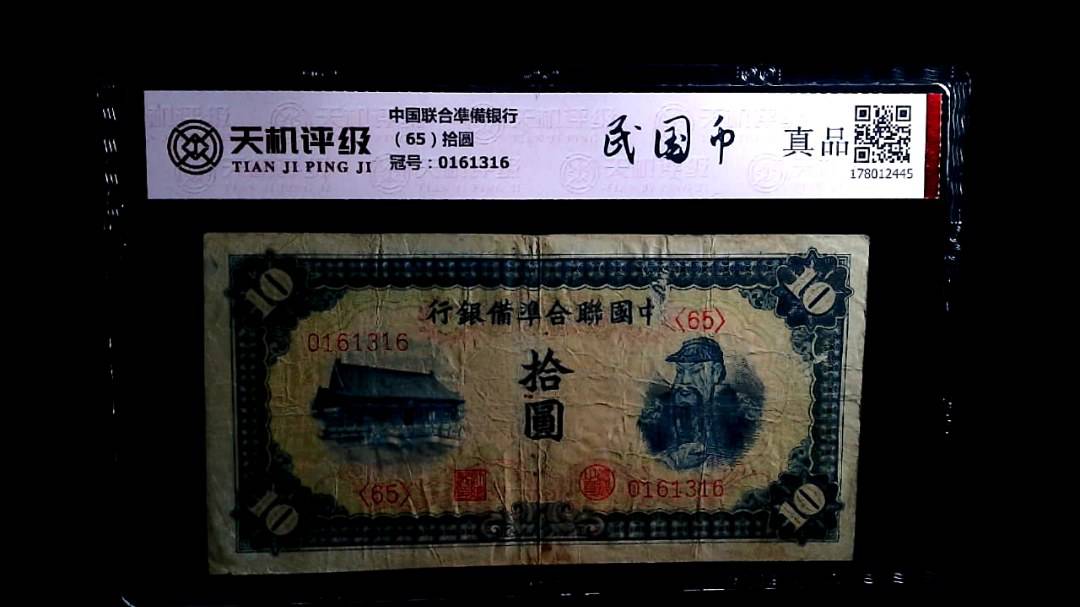 天机评级
TIAN JI PING JI
中国联合準備银行
（65）拾圆
冠号：0161316
民国币
真品
178012445
10
10
行銀備準合聯國中
〈65〉
0161316
拾
圓
〈65〉
0161316
10
10